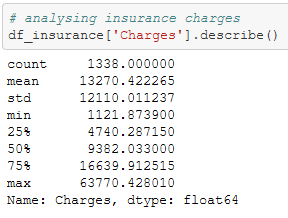 # analysing insurance charges
df_insurance['Charges'].describe()
count 1338.000000
mean 13270.422265
std 12110.011237
min 1121.873900
25% 4740.287150
50% 9382.033000
75% 16639.912515
max 63770.428010
Name: Charges, dtype: float64